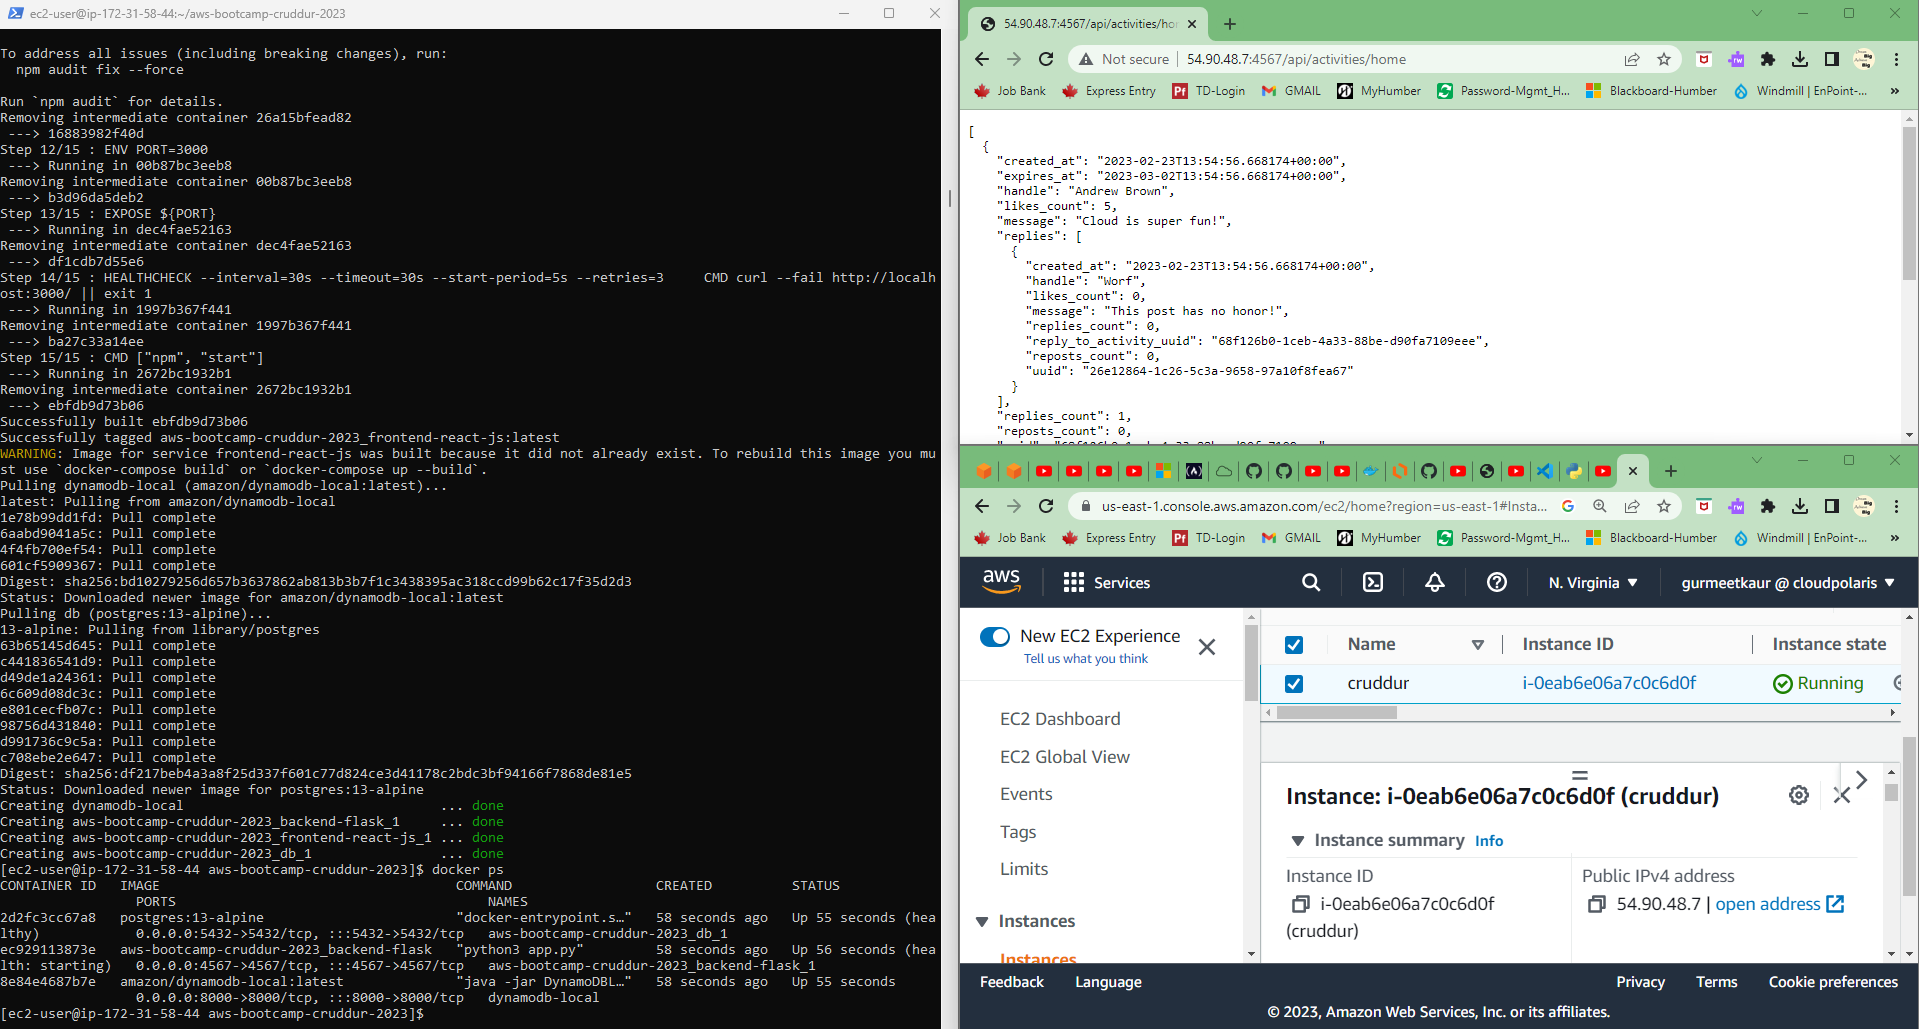 ec2-user@ip-172-31-58-44:~/aws-bootcamp-cruddur-2023
To address all issues (including breaking changes), run:
  npm audit fix --force
Run `npm audit` for details.
Removing intermediate container 26a15bfead82
 ---> 16883982f40d
Step 12/15 : ENV PORT=3000
 ---> Running in 00b87bc3eeb8
Removing intermediate container 00b87bc3eeb8
 ---> b3d96da5deb2
Step 13/15 : EXPOSE ${PORT}
 ---> Running in dec4fae52163
Removing intermediate container dec4fae52163
 ---> df1cdb7d55e6
Step 14/15 : HEALTHCHECK --interval=30s --timeout=30s --start-period=5s --retries=3     CMD curl --fail http://localh
ost:3000/ || exit 1
 ---> Running in 1997b367f441
Removing intermediate container 1997b367f441
 ---> ba27c33a14ee
Step 15/15 : CMD ["npm", "start"]
 ---> Running in 2672bc1932b1
Removing intermediate container 2672bc1932b1
 ---> ebfdb9d73b06
Successfully built ebfdb9d73b06
Successfully tagged aws-bootcamp-cruddur-2023_frontend-react-js:latest
WARNING: Image for service frontend-react-js was built because it did not already exist. To rebuild this image you mu
st use `docker-compose build` or `docker-compose up --build`.
Pulling dynamodb-local (amazon/dynamodb-local:latest)...
latest: Pulling from amazon/dynamodb-local
1e78b99dd1fd: Pull complete
6aabd9041a5c: Pull complete
4f4fb700ef54: Pull complete
601cf5909367: Pull complete
Digest: sha256:bd10279256d657b3637862ab813b3b7f1c3438395ac318ccd99b62c17f35d2d3
Status: Downloaded newer image for amazon/dynamodb-local:latest
Pulling db (postgres:13-alpine)...
13-alpine: Pulling from library/postgres
63b65145d645: Pull complete
c441836541d9: Pull complete
d49de1a24361: Pull complete
6c609d08dc3c: Pull complete
e801cecfb07c: Pull complete
98756d431840: Pull complete
d991736c9c5a: Pull complete
c708ebe2e647: Pull complete
Digest: sha256:df217beb4a3a8f25d337f601c77d824ce3d41178c2bdc3bf94166f7868de81e5
Status: Downloaded newer image for postgres:13-alpine
Creating dynamodb-local                ... done
Creating aws-bootcamp-cruddur-2023_backend-flask_1     ... done
Creating aws-bootcamp-cruddur-2023_frontend-react-js_1 ... done
Creating aws-bootcamp-cruddur-2023_db_1                ... done
[ec2-user@ip-172-31-58-44 aws-bootcamp-cruddur-2023]$ docker ps
CONTAINER ID   IMAGE                                     COMMAND                  CREATED          STATUS
                 PORTS                                           NAMES
2d2fc3cc67a8   postgres:13-alpine                        "docker-entrypoint.s…"   58 seconds ago   Up 55 seconds (hea
lthy)            0.0.0.0:5432->5432/tcp, :::5432->5432/tcp   aws-bootcamp-cruddur-2023_db_1
ec929113873e   aws-bootcamp-cruddur-2023_backend-flask   "python3 app.py"         58 seconds ago   Up 56 seconds (hea
lth: starting)   0.0.0.0:4567->4567/tcp, :::4567->4567/tcp   aws-bootcamp-cruddur-2023_backend-flask_1
8e84e4687b7e   amazon/dynamodb-local:latest              "java -jar DynamoDBL…"   58 seconds ago   Up 55 seconds
                 0.0.0.0:8000->8000/tcp, :::8000->8000/tcp   dynamodb-local
[ec2-user@ip-172-31-58-44 aws-bootcamp-cruddur-2023]$
54.90.48.7:4567/api/activities/ho
Not secure | 54.90.48.7:4567/api/activities/home
Job Bank Express Entry TD-Login GMAIL MyHumber Password-Mgmt_H... Blackboard-Humber Windmill | EnPoint-... »
[
  {
    "created_at": "2023-02-23T13:54:56.668174+00:00",
    "expires_at": "2023-03-02T13:54:56.668174+00:00",
    "handle": "Andrew Brown",
    "likes_count": 5,
    "message": "Cloud is super fun!",
    "replies": [
      {
        "created_at": "2023-02-23T13:54:56.668174+00:00",
        "handle": "Worf",
        "likes_count": 0,
        "message": "This post has no honor!",
        "replies_count": 0,
        "reply_to_activity_uuid": "68f126b0-1ceb-4a33-88be-d90fa7109eee",
        "reposts_count": 0,
        "uuid": "26e12864-1c26-5c3a-9658-97a10f8fea67"
      }
    ],
    "replies_count": 1,
    "reposts_count": 0,
us-east-1.console.aws.amazon.com/ec2/home?region=us-east-1#Insta...
Job Bank Express Entry TD-Login GMAIL MyHumber Password-Mgmt_H... Blackboard-Humber Windmill | EnPoint-... »
aws Services N. Virginia gurmeetkaur @ cloudpolaris
New EC2 Experience
Tell us what you think
EC2 Dashboard
EC2 Global View
Events
Tags
Limits
Instances
Instances
Name Instance ID Instance state
cruddur i-0eab6e06a7c0c6d0f Running
Instance: i-0eab6e06a7c0c6d0f (cruddur)
Instance summary Info
Instance ID
i-0eab6e06a7c0c6d0f
(cruddur)
Public IPv4 address
54.90.48.7 | open address
Feedback Language Privacy Terms Cookie preferences
© 2023, Amazon Web Services, Inc. or its affiliates.